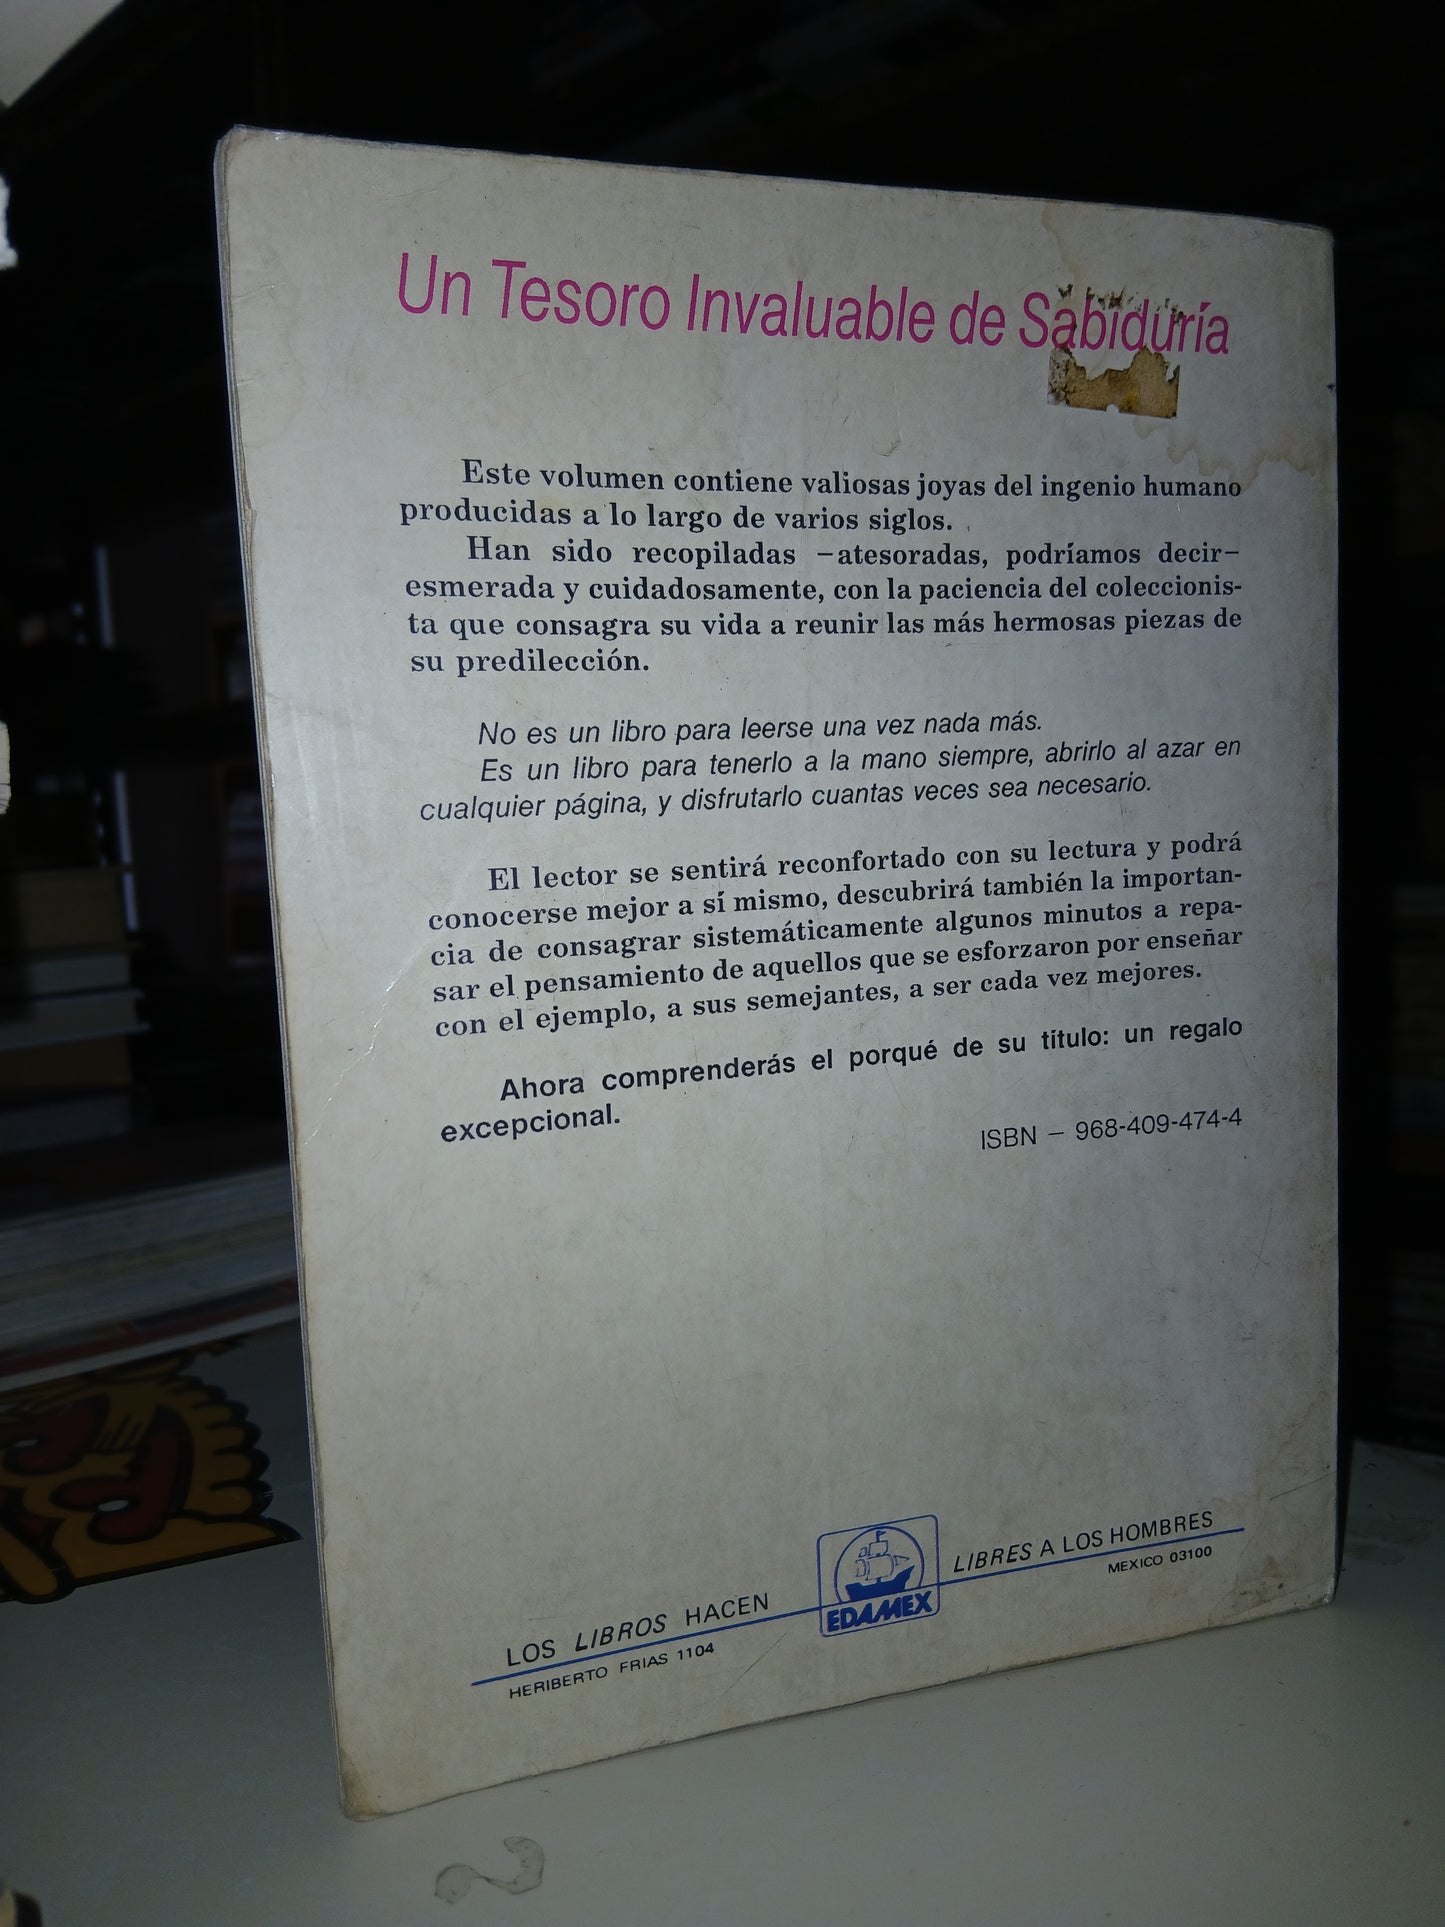 Un Tesoro Invaluable de Sabiduría
Este volumen contiene valiosas joyas del ingenio humano
producidas a lo largo de varios siglos.
Han sido recopiladas –atesoradas, podríamos decir–
esmerada y cuidadosamente, con la paciencia del coleccionis-
ta que consagra su vida a reunir las más hermosas piezas de
su predilección.
No es un libro para leerse una vez nada más.
Es un libro para tenerlo a la mano siempre, abrirlo al azar en
cualquier página, y disfrutarlo cuantas veces sea necesario.
El lector se sentirá reconfortado con su lectura y podrá
conocerse mejor a sí mismo, descubrirá también la importan-
cia de consagrar sistemáticamente algunos minutos a repa-
sar el pensamiento de aquellos que se esforzaron por enseñar
con el ejemplo, a sus semejantes, a ser cada vez mejores.
Ahora comprenderás el porqué de su título: un regalo
excepcional.
ISBN – 968-409-474-4
LOS LIBROS HACEN LIBRES A LOS HOMBRES
EDAMEX
HERIBERTO FRIAS 1104 MEXICO 03100